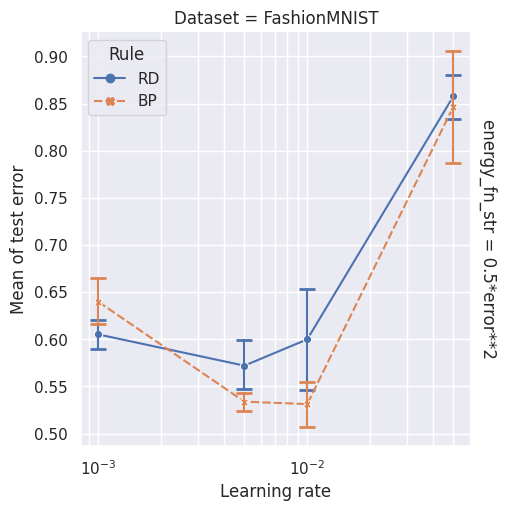 Dataset = FashionMNIST
Rule
RD
BP
0.90
0.85
0.80
0.75
0.70
0.65
0.60
0.55
0.50
Mean of test error
energy_fn_str = 0.5*error**2
10⁻³
10⁻²
Learning rate